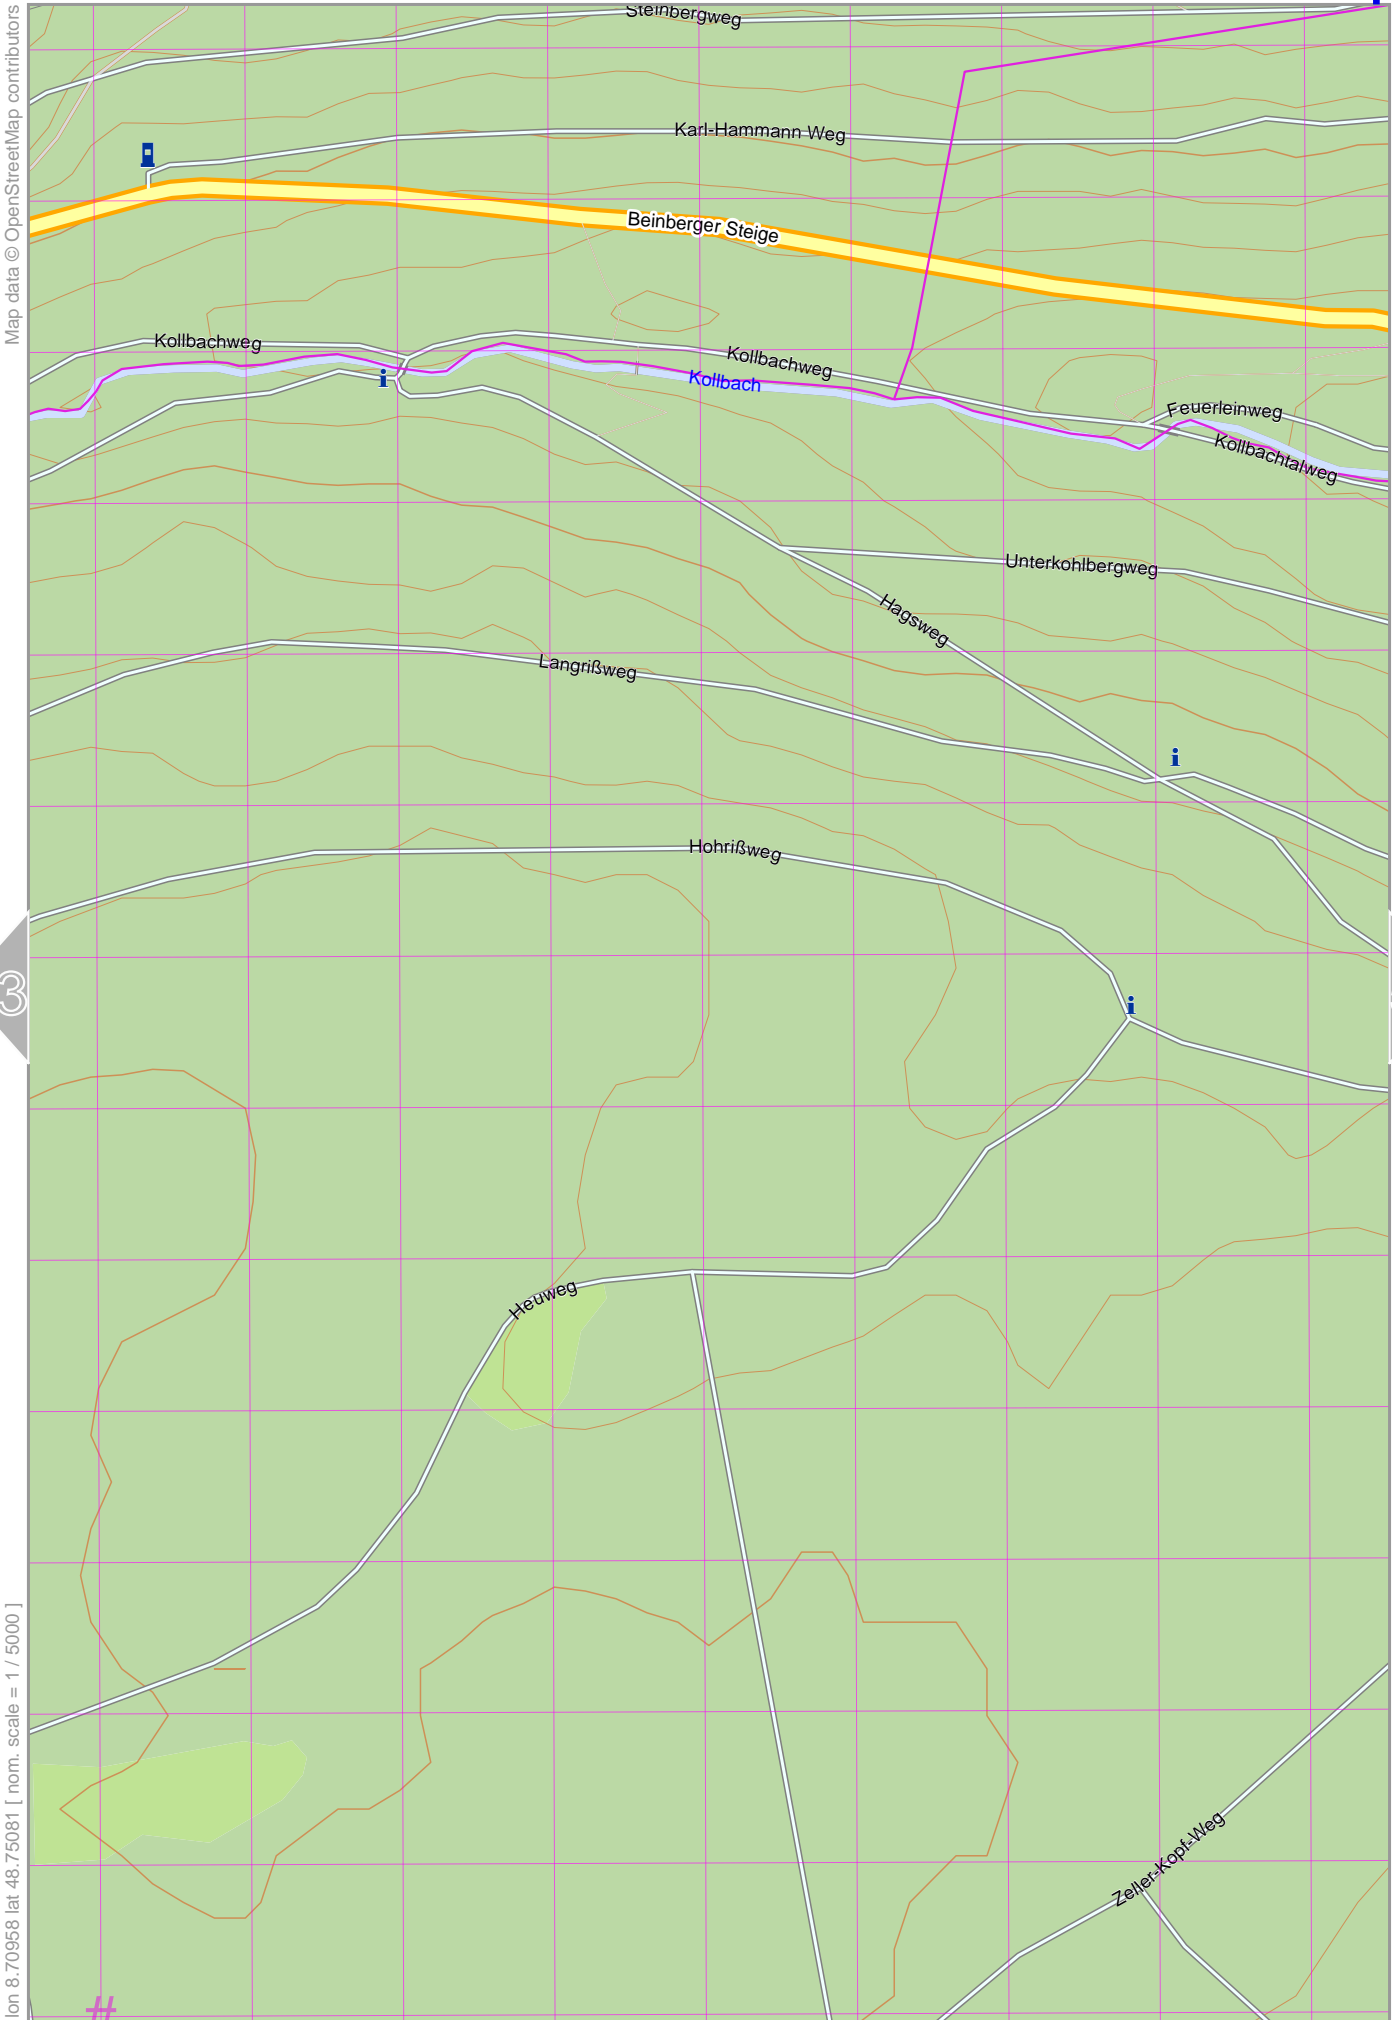 Map data © OpenStreetMap contributors
Steinbergweg
Karl-Hammann Weg
Beinberger Steige
Kollbachweg
Kollbachweg
Kollbach
Feuerleinweg
Kollbachtalweg
Unterkohlbergweg
Hagsweg
Langrißweg
Hohrißweg
3
Heuweg
Zeller-Kopf-Weg
lon 8.70958 lat 48.75081 [ nom. scale = 1 / 5000 ]
#